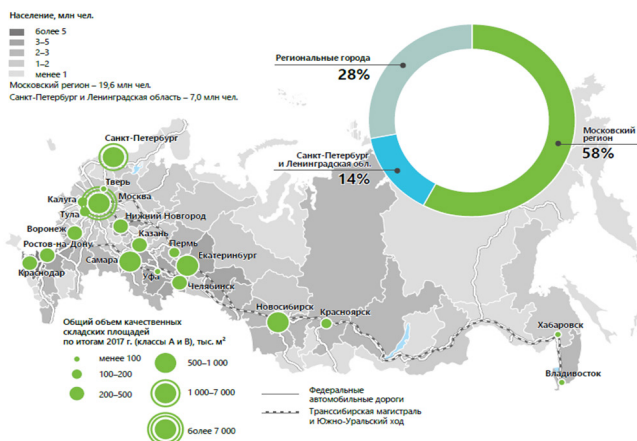 Население, млн чел.
более 5
3–5
2–3
1–2
менее 1
Московский регион – 19,6 млн чел.
Санкт-Петербург и Ленинградская область – 7,0 млн чел.
Региональные города
28%
Санкт-Петербург
и Ленинградская обл.
14%
Московский
регион
58%
Санкт-Петербург
Тверь
Калуга
Москва
Тула
Нижний Новгород
Воронеж
Казань
Ростов-на-Дону
Пермь
Самара
Екатеринбург
Краснодар
Уфа
Челябинск
Новосибирск
Красноярск
Хабаровск
Владивосток
Общий объем качественных
складских площадей
по итогам 2017 г. (классы А и В), тыс. м²
менее 100
100–200
200–500
500–1 000
1 000–7 000
более 7 000
Федеральные
автомобильные дороги
Транссибирская магистраль
и Южно-Уральский ход